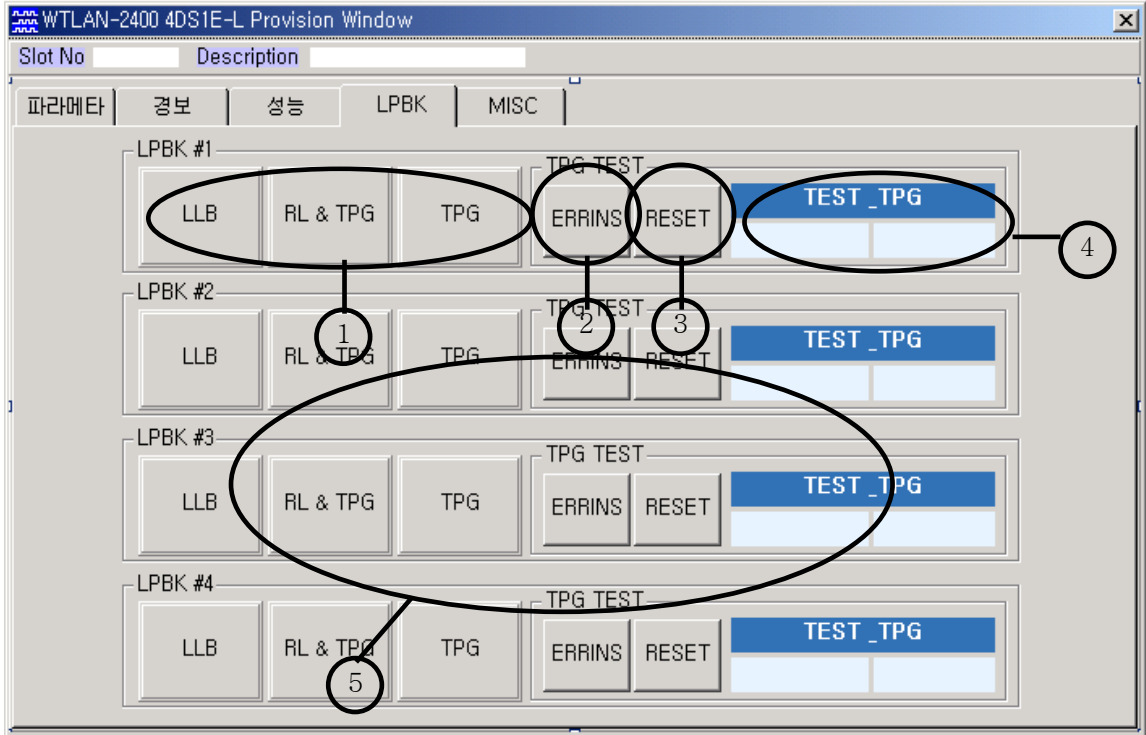 WTLAN-2400 4DS1E-L Provision Window
Slot No Description
파라메타 경보 성능 LPBK MISC
LPBK #1
TPG TEST
LLB RL & TPG TPG ERRINS RESET TEST _TPG
4
LPBK #2
TPG TEST
1 2 3
LLB RL & TPG TPG ERRINS RESET TEST _TPG
LPBK #3
TPG TEST
LLB RL & TPG TPG ERRINS RESET TEST _TPG
LPBK #4
TPG TEST
LLB RL & TPG TPG ERRINS RESET TEST _TPG
5